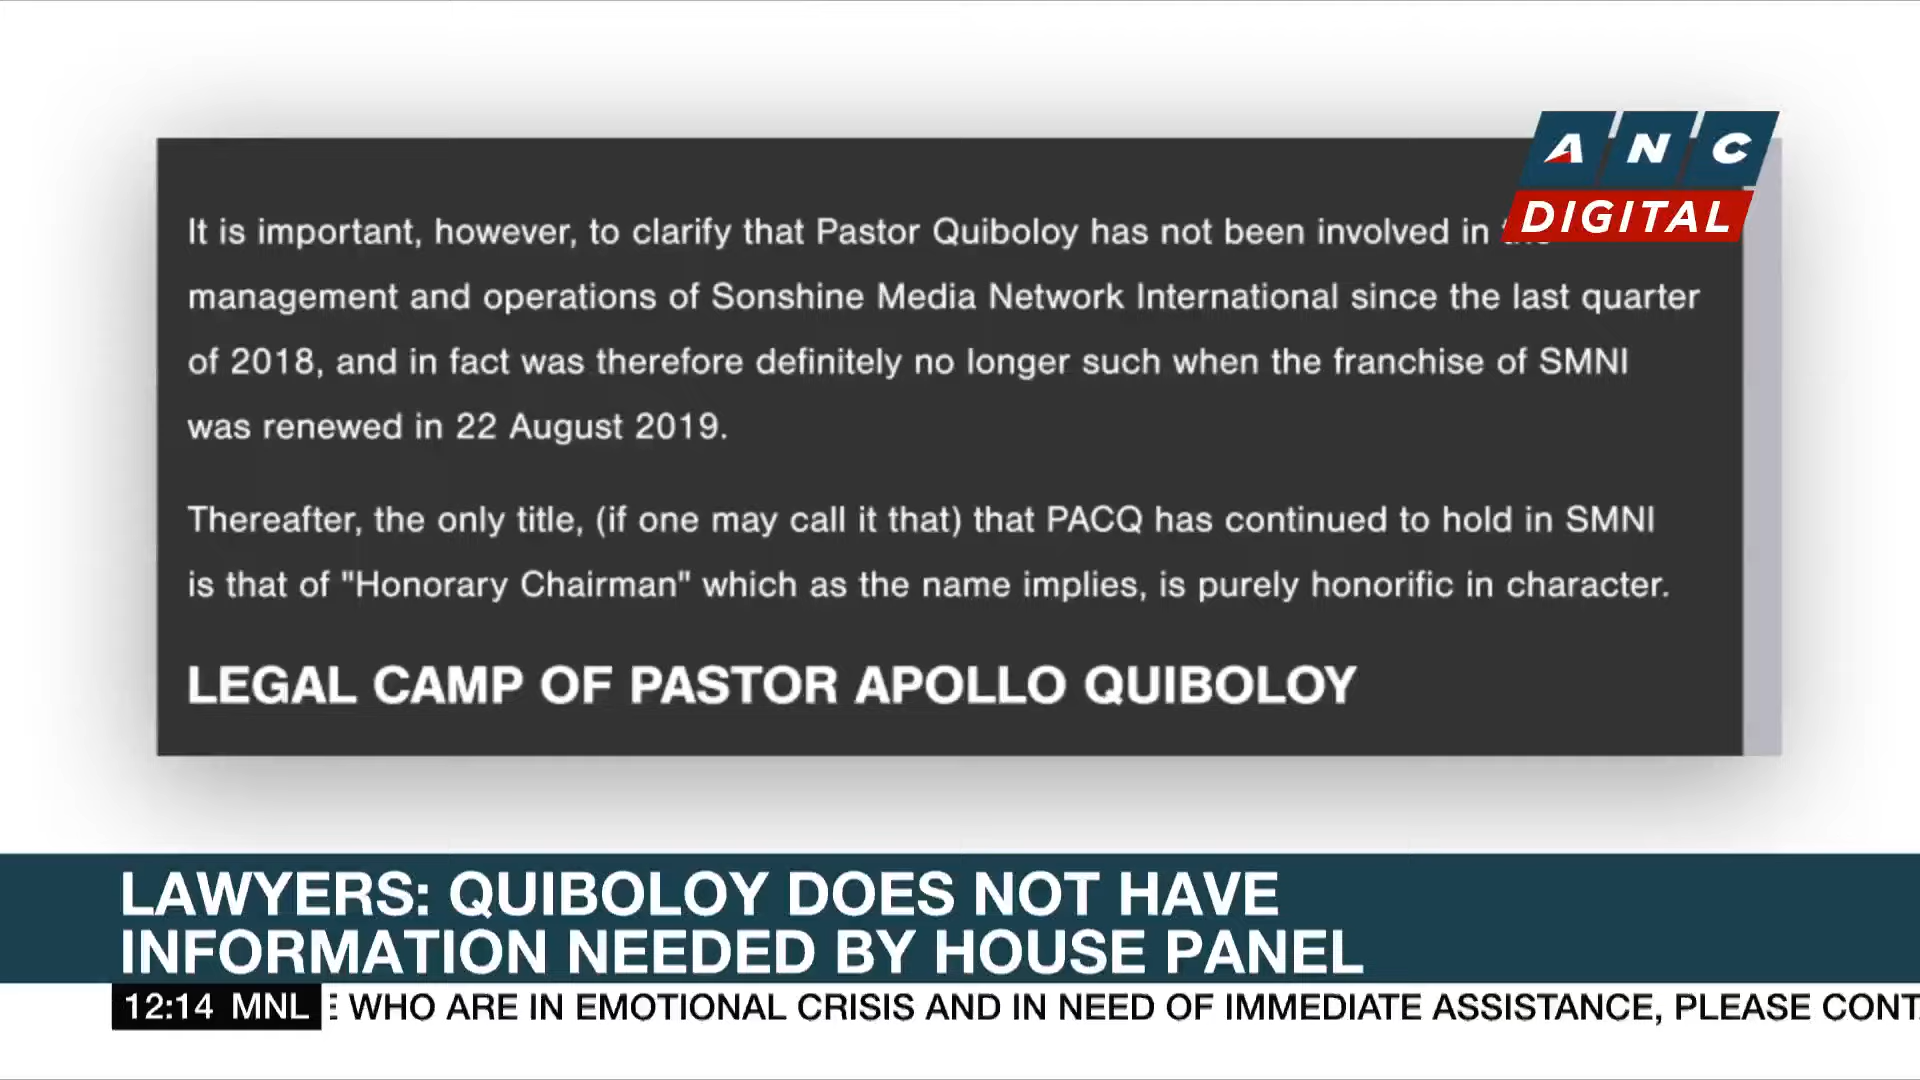 ANC
DIGITAL
It is important, however, to clarify that Pastor Quiboloy has not been involved in
management and operations of Sonshine Media Network International since the last quarter
of 2018, and in fact was therefore definitely no longer such when the franchise of SMNI
was renewed in 22 August 2019.
Thereafter, the only title, (if one may call it that) that PACQ has continued to hold in SMNI
is that of "Honorary Chairman" which as the name implies, is purely honorific in character.
LEGAL CAMP OF PASTOR APOLLO QUIBOLOY
LAWYERS: QUIBOLOY DOES NOT HAVE
INFORMATION NEEDED BY HOUSE PANEL
12:14 MNL
WHO ARE IN EMOTIONAL CRISIS AND IN NEED OF IMMEDIATE ASSISTANCE, PLEASE